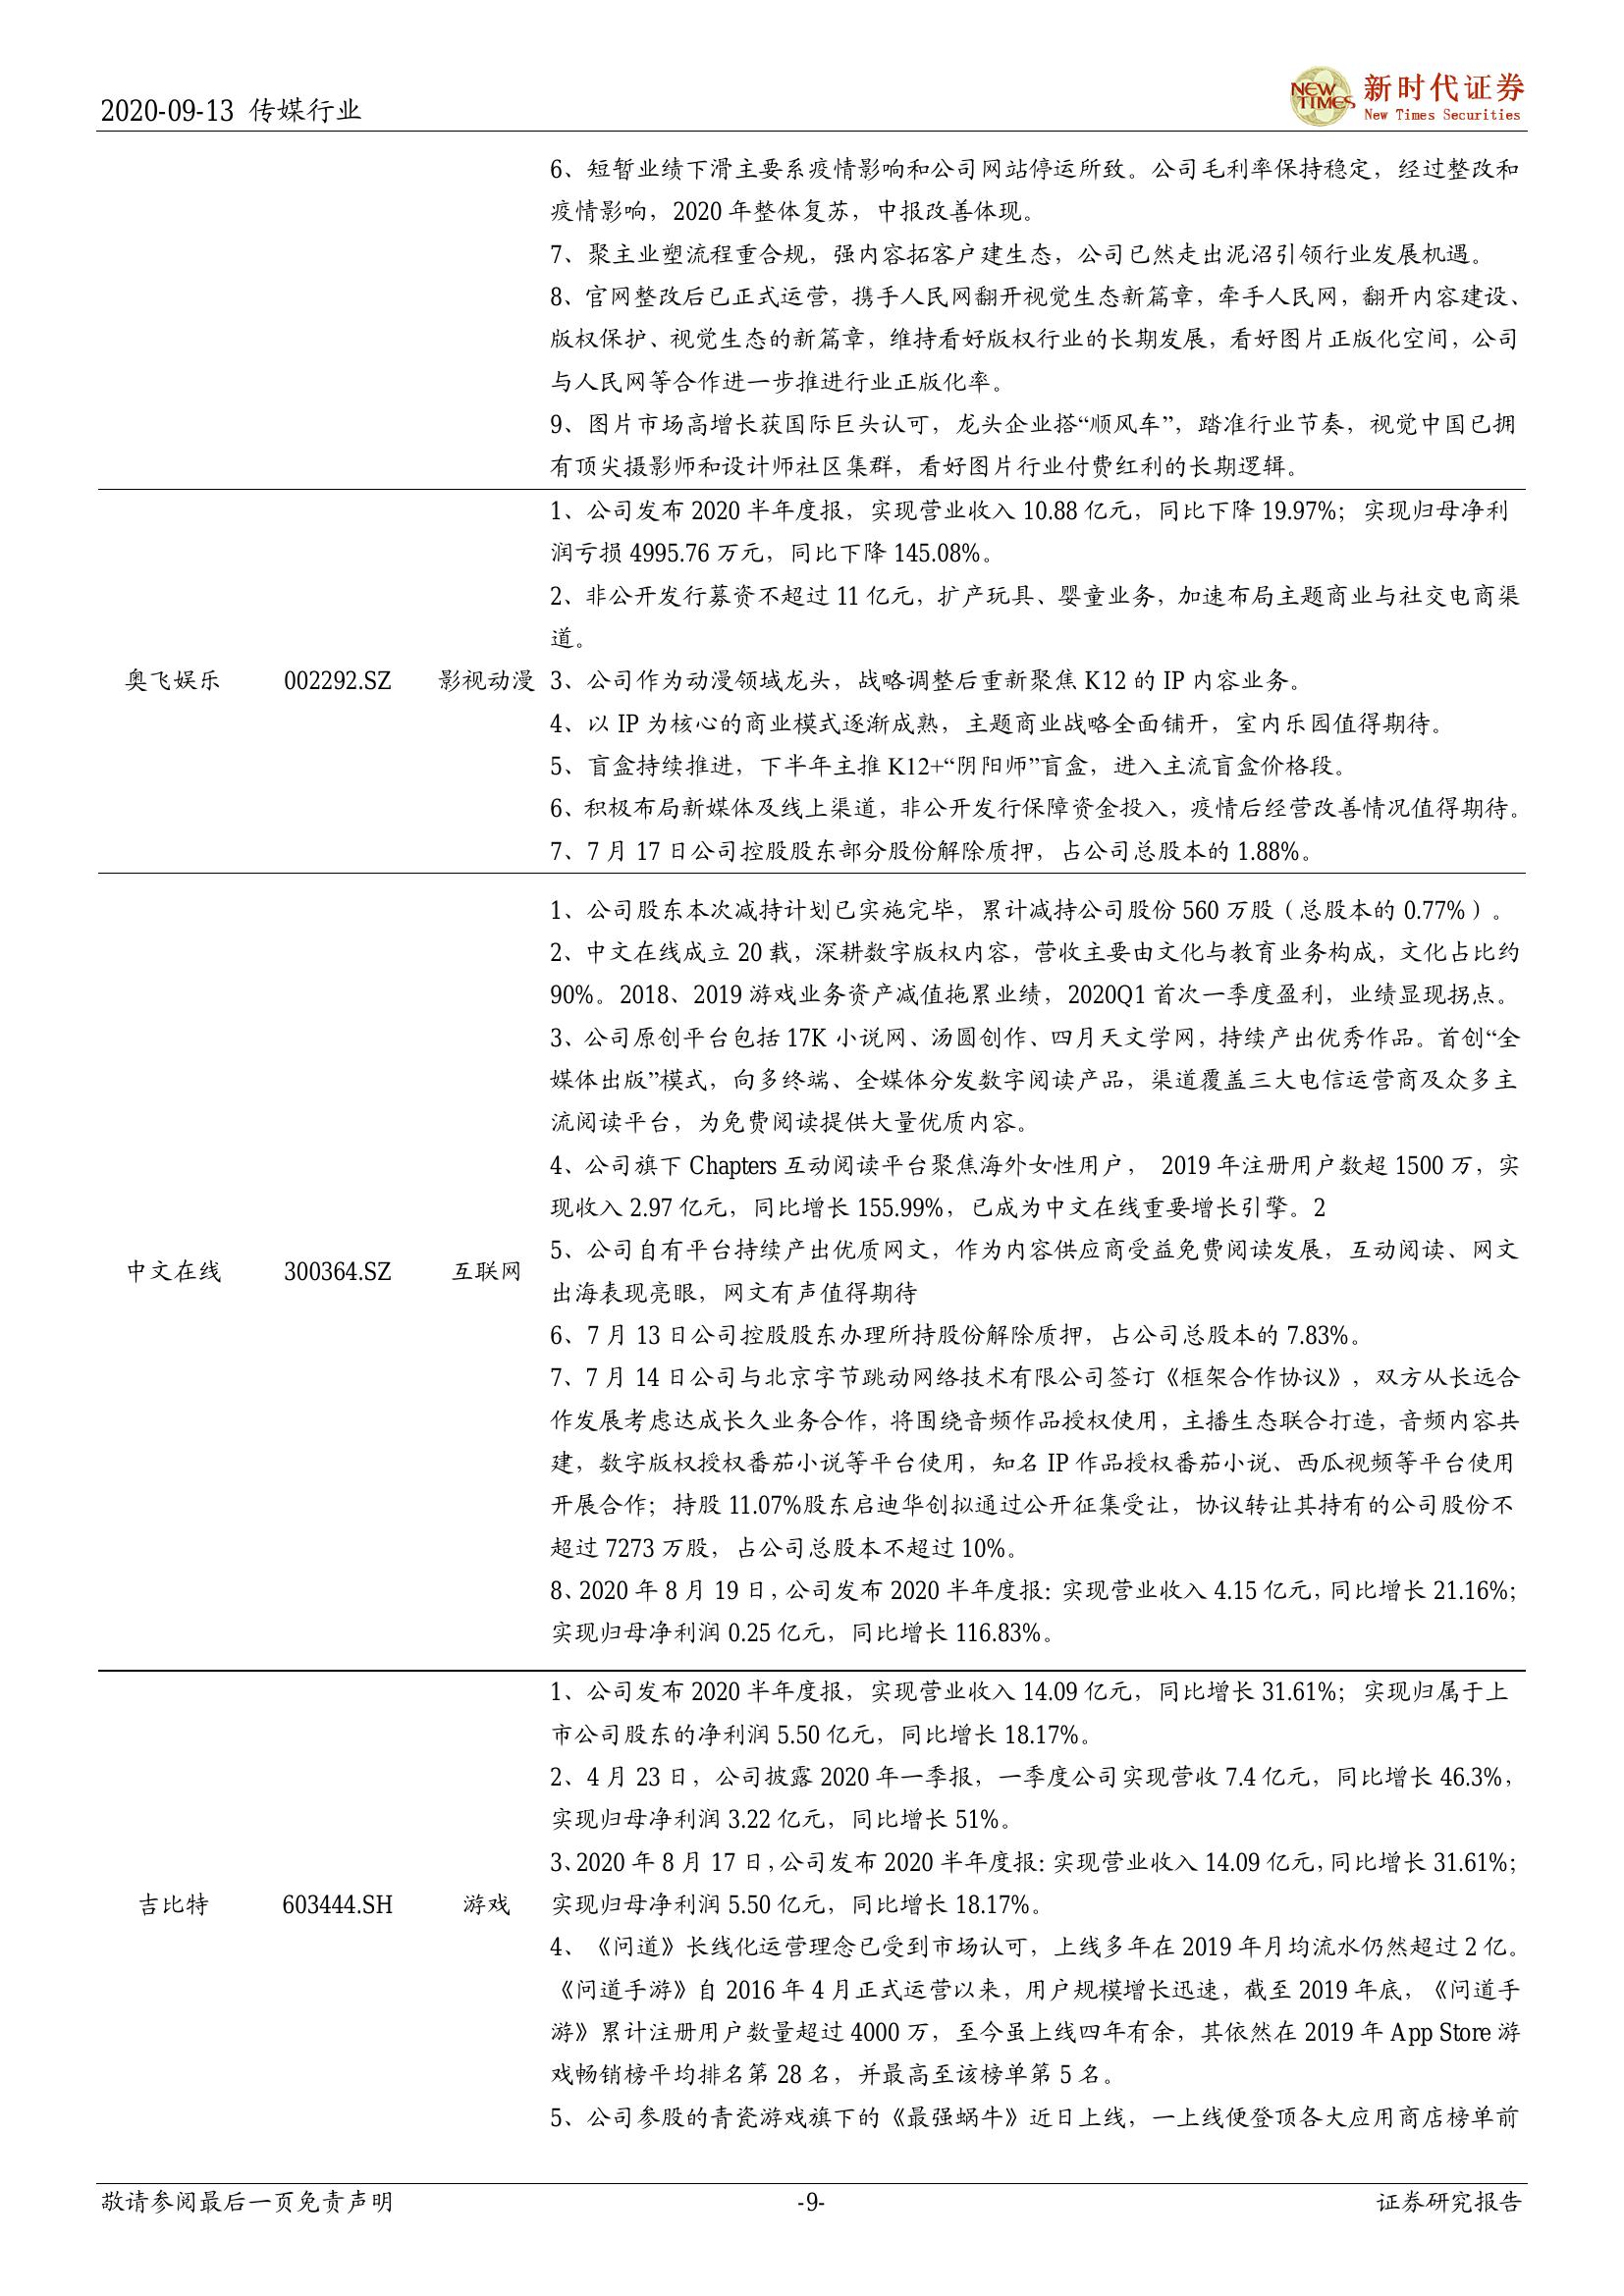 2020-09-13 传媒行业
NEW TIMES 新时代证券
New Times Securities
6、短暂业绩下滑主要系疫情影响和公司网站停运所致。公司毛利率保持稳定，经过整改和
疫情影响，2020 年整体复苏，中报改善体现。
7、聚主业塑流程重合规，强内容拓客户建生态，公司已然走出泥沼引领行业发展机遇。
8、官网整改后已正式运营，携手人民网翻开视觉生态新篇章，牵手人民网，翻开内容建设、
版权保护、视觉生态的新篇章，维持看好版权行业的长期发展，看好图片正版化空间，公司
与人民网等合作进一步推进行业正版化率。
9、图片市场高增长获国际巨头认可，龙头企业搭“顺风车”，踏准行业节奏，视觉中国已拥
有顶尖摄影师和设计师社区集群，看好图片行业付费红利的长期逻辑。
1、公司发布 2020 半年度报，实现营业收入 10.88 亿元，同比下降 19.97%；实现归母净利
润亏损 4995.76 万元，同比下降 145.08%。
2、非公开发行募资不超过 11 亿元，扩产玩具、婴童业务，加速布局主题商业与社交电商渠
道。
奥飞娱乐 002292.SZ 影视动漫 3、公司作为动漫领域龙头，战略调整后重新聚焦 K12 的 IP 内容业务。
4、以 IP 为核心的商业模式逐渐成熟，主题商业战略全面铺开，室内乐园值得期待。
5、盲盒持续推进，下半年主推 K12+“阴阳师”盲盒，进入主流盲盒价格段。
6、积极布局新媒体及线上渠道，非公开发行保障资金投入，疫情后经营改善情况值得期待。
7、7 月 17 日公司控股股东部分股份解除质押，占公司总股本的 1.88%。
1、公司股东本次减持计划已实施完毕，累计减持公司股份 560 万股（总股本的 0.77%）。
2、中文在线成立 20 载，深耕数字版权内容，营收主要由文化与教育业务构成，文化占比约
90%。2018、2019 游戏业务资产减值拖累业绩，2020Q1 首次一季度盈利，业绩显现拐点。
3、公司原创平台包括 17K 小说网、汤圆创作、四月天文学网，持续产出优秀作品。首创“全
媒体出版”模式，向多终端、全媒体分发数字阅读产品，渠道覆盖三大电信运营商及众多主
流阅读平台，为免费阅读提供大量优质内容。
4、公司旗下 Chapters 互动阅读平台聚焦海外女性用户， 2019 年注册用户数超 1500 万，实
现收入 2.97 亿元，同比增长 155.99%，已成为中文在线重要增长引擎。2
5、公司自有平台持续产出优质网文，作为内容供应商受益免费阅读发展，互动阅读、网文
中文在线 300364.SZ 互联网
出海表现亮眼，网文有声值得期待
6、7 月 13 日公司控股股东办理所持股份解除质押，占公司总股本的 7.83%。
7、7 月 14 日公司与北京字节跳动网络技术有限公司签订《框架合作协议》，双方从长远合
作发展考虑达成长久业务合作，将围绕音频作品授权使用，主播生态联合打造，音频内容共
建，数字版权授权番茄小说等平台使用，知名 IP 作品授权番茄小说、西瓜视频等平台使用
开展合作；持股 11.07%股东启迪华创拟通过公开征集受让，协议转让其持有的公司股份不
超过 7273 万股，占公司总股本不超过 10%。
8、2020 年 8 月 19 日，公司发布 2020 半年度报：实现营业收入 4.15 亿元，同比增长 21.16%；
实现归母净利润 0.25 亿元，同比增长 116.83%。
1、公司发布 2020 半年度报，实现营业收入 14.09 亿元，同比增长 31.61%；实现归属于上
市公司股东的净利润 5.50 亿元，同比增长 18.17%。
2、4 月 23 日，公司披露 2020 年一季报，一季度公司实现营收 7.4 亿元，同比增长 46.3%，
实现归母净利润 3.22 亿元，同比增长 51%。
3、2020 年 8 月 17 日，公司发布 2020 半年度报：实现营业收入 14.09 亿元，同比增长 31.61%；
吉比特 603444.SH 游戏 实现归母净利润 5.50 亿元，同比增长 18.17%。
4、《问道》长线化运营理念已受到市场认可，上线多年在 2019 年月均流水仍然超过 2 亿。
《问道手游》自 2016 年 4 月正式运营以来，用户规模增长迅速，截至 2019 年底，《问道手
游》累计注册用户数量超过 4000 万，至今虽上线四年有余，其依然在 2019 年 App Store 游
戏畅销榜平均排名第 28 名，并最高至该榜单第 5 名。
5、公司参股的青瓷游戏旗下的《最强蜗牛》近日上线，一上线便登顶各大应用商店榜单前
敬请参阅最后一页免责声明 -9- 证券研究报告